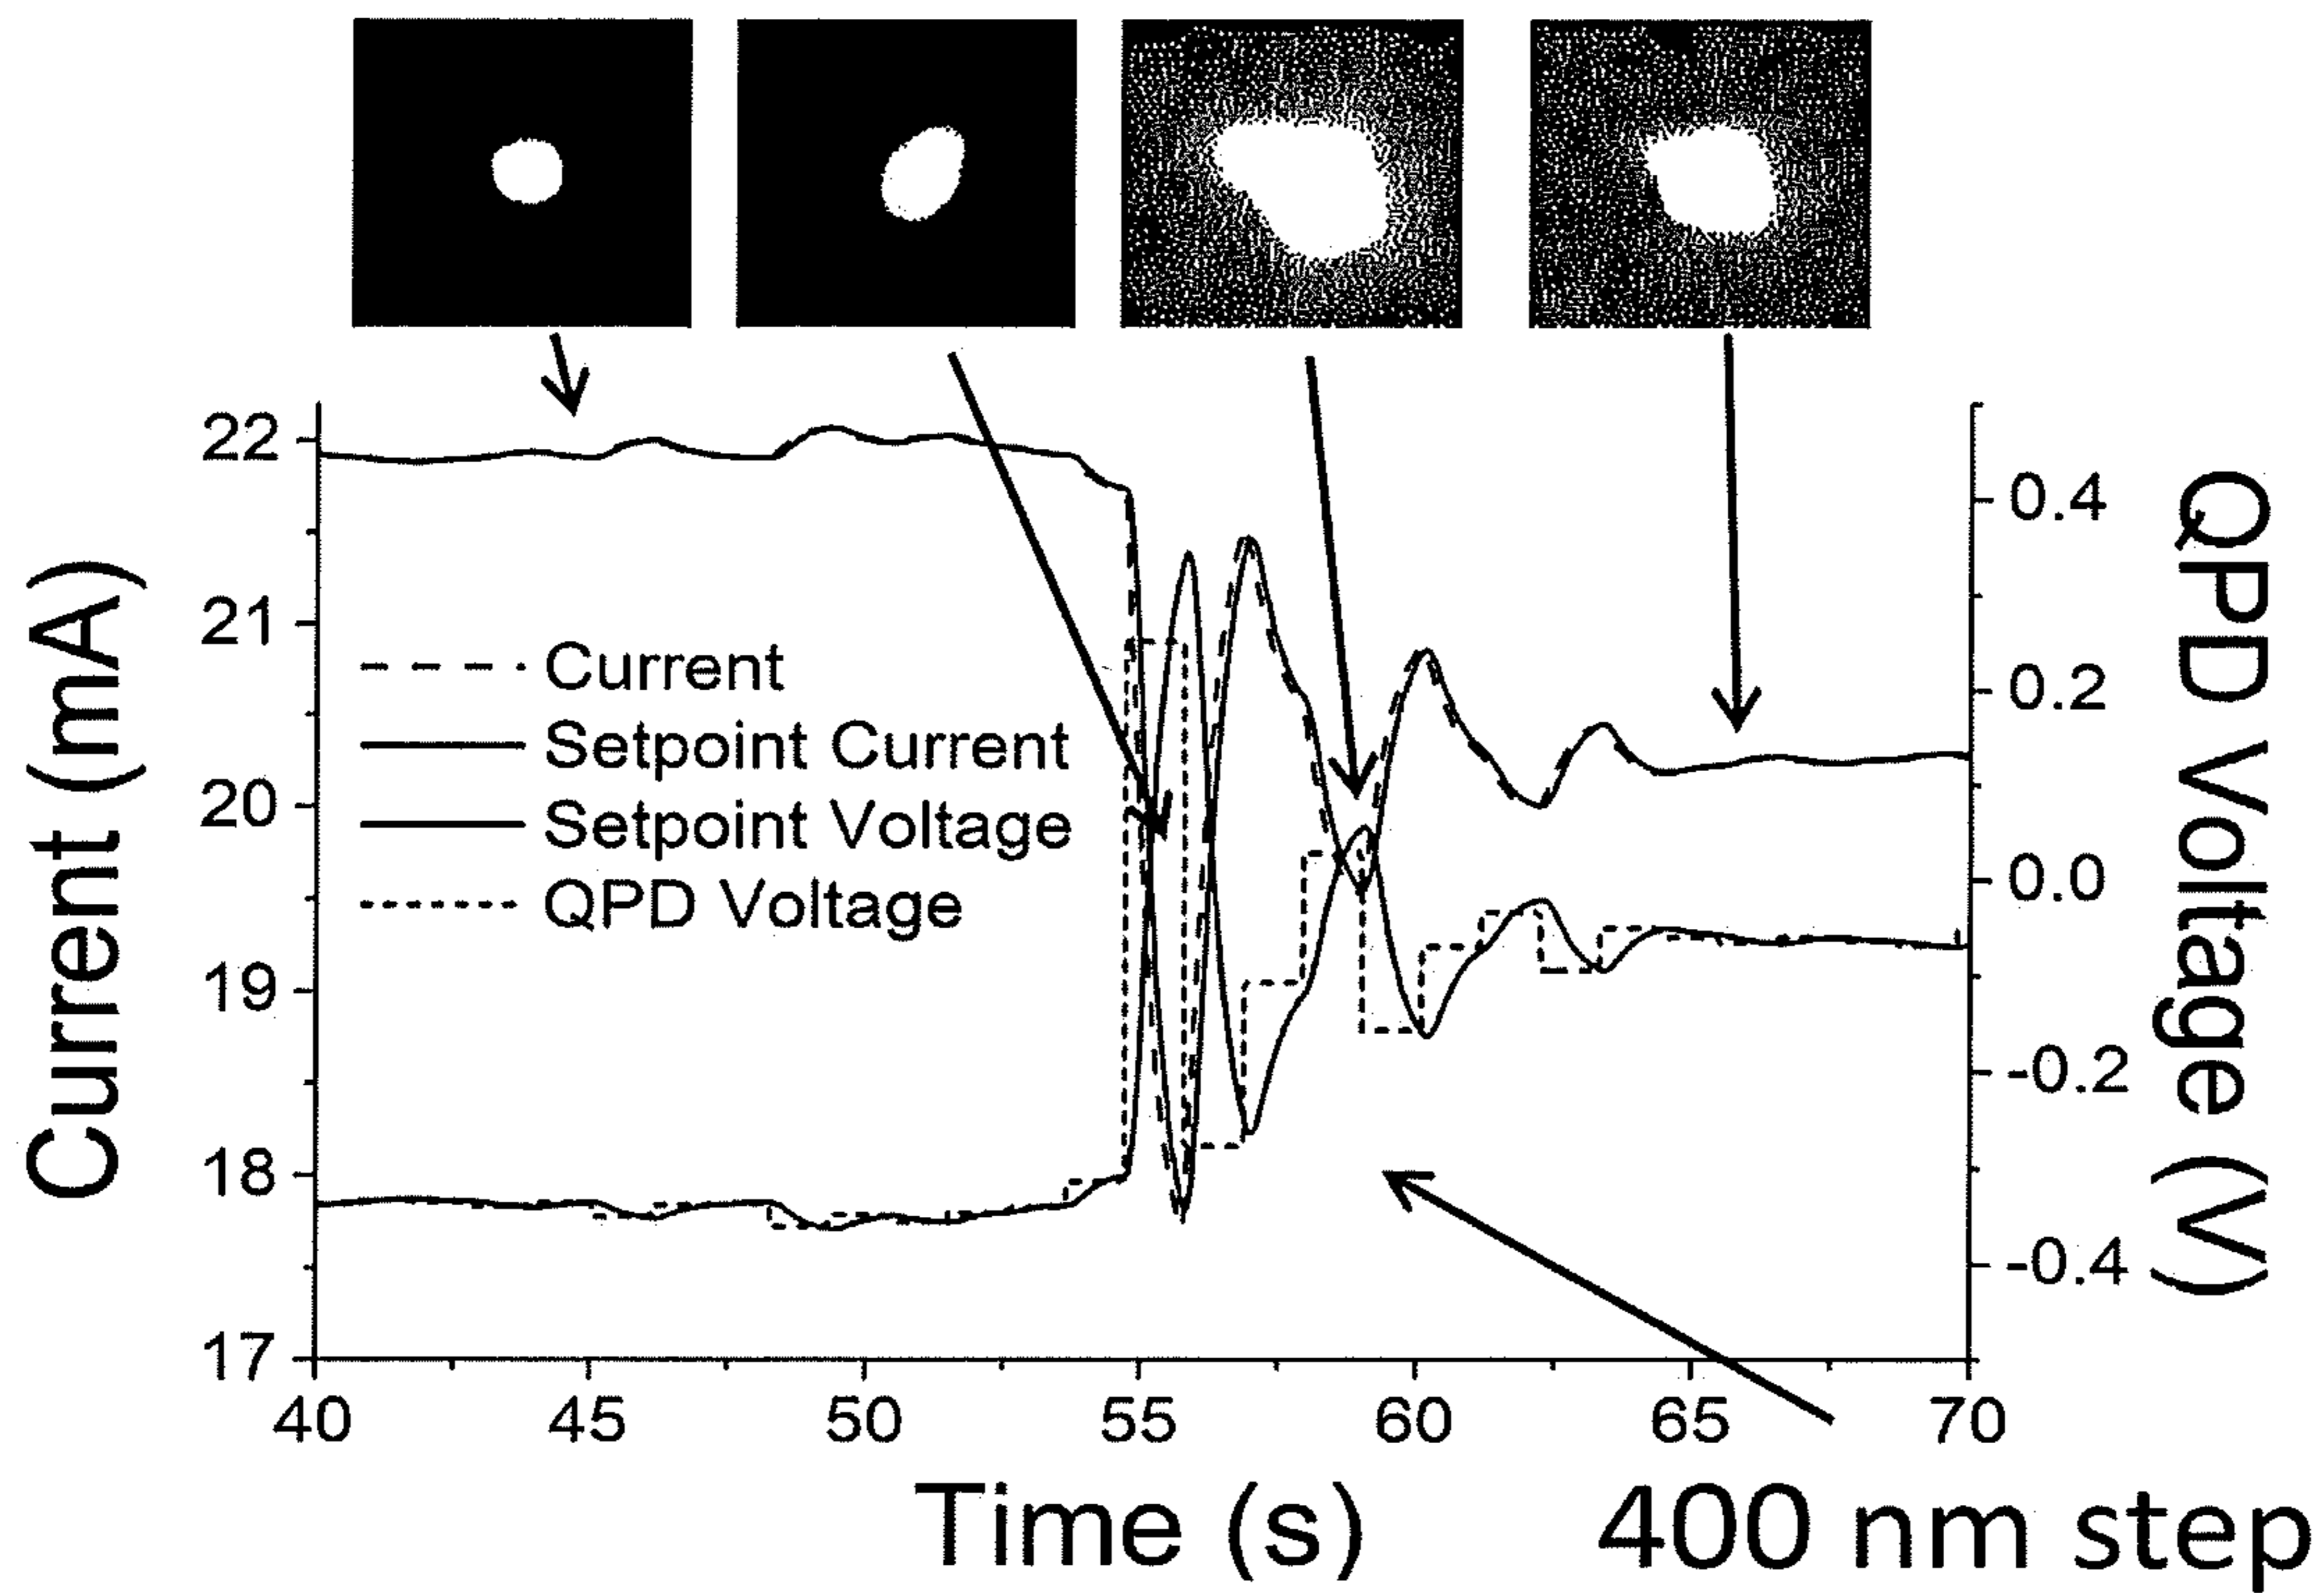 Current (mA)
22
21
20
19
18
17
Current
Setpoint Current
Setpoint Voltage
QPD Voltage
0.4
0.2
0.0
-0.2
-0.4
QPD Voltage (V)
40 45 50 55 60 65 70
Time (s)
400 nm step